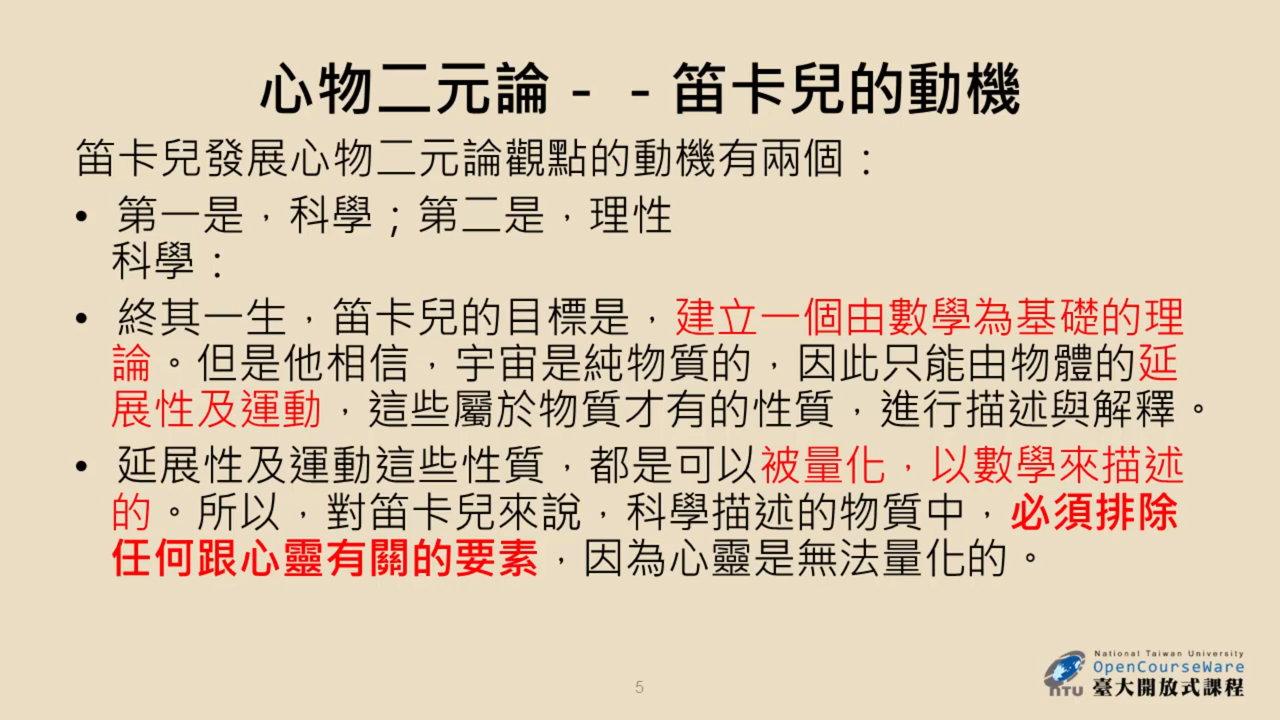 心物二元論－－笛卡兒的動機
笛卡兒發展心物二元論觀點的動機有兩個：
• 第一是，科學；第二是，理性
科學：
• 終其一生，笛卡兒的目標是，建立一個由數學為基礎的理
論。但是他相信，宇宙是純物質的，因此只能由物體的延
展性及運動，這些屬於物質才有的性質，進行描述與解釋。
• 延展性及運動這些性質，都是可以被量化，以數學來描述
的。所以，對笛卡兒來說，科學描述的物質中，必須排除
任何跟心靈有關的要素，因為心靈是無法量化的。
National Taiwan University
OpenCourseWare
NTU 臺大開放式課程
5